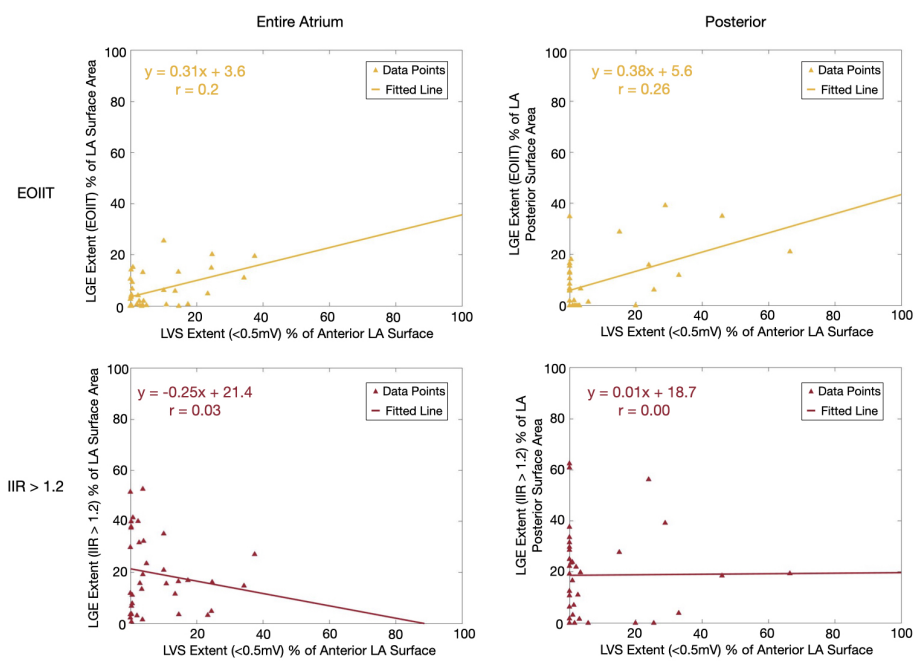 Entire Atrium
Posterior
EOIIT
IIR > 1.2
LGE Extent (EOIIT) % of LA Surface Area
100
80
60
40
20
0
y = 0.31x + 3.6
r = 0.2
Data Points
Fitted Line
20
40
60
80
100
LVS Extent (<0.5mV) % of Anterior LA Surface
LGE Extent (EOIIT) % of LA
Posterior Surface Area
100
80
60
40
20
0
y = 0.38x + 5.6
r = 0.26
Data Points
Fitted Line
0
20
40
60
80
100
LVS Extent (<0.5mV) % of Anterior LA Surface
LGE Extent (IIR > 1.2) % of LA Surface Area
100
80
60
40
20
0
y = -0.25x + 21.4
r = 0.03
Data Points
Fitted Line
20
40
60
80
100
LVS Extent (<0.5mV) % of Anterior LA Surface
LGE Extent (IIR > 1.2) % of LA
Posterior Surface Area
100
80
60
40
20
0
y = 0.01x + 18.7
r = 0.00
Data Points
Fitted Line
0
20
40
60
80
100
LVS Extent (<0.5mV) % of Anterior LA Surface